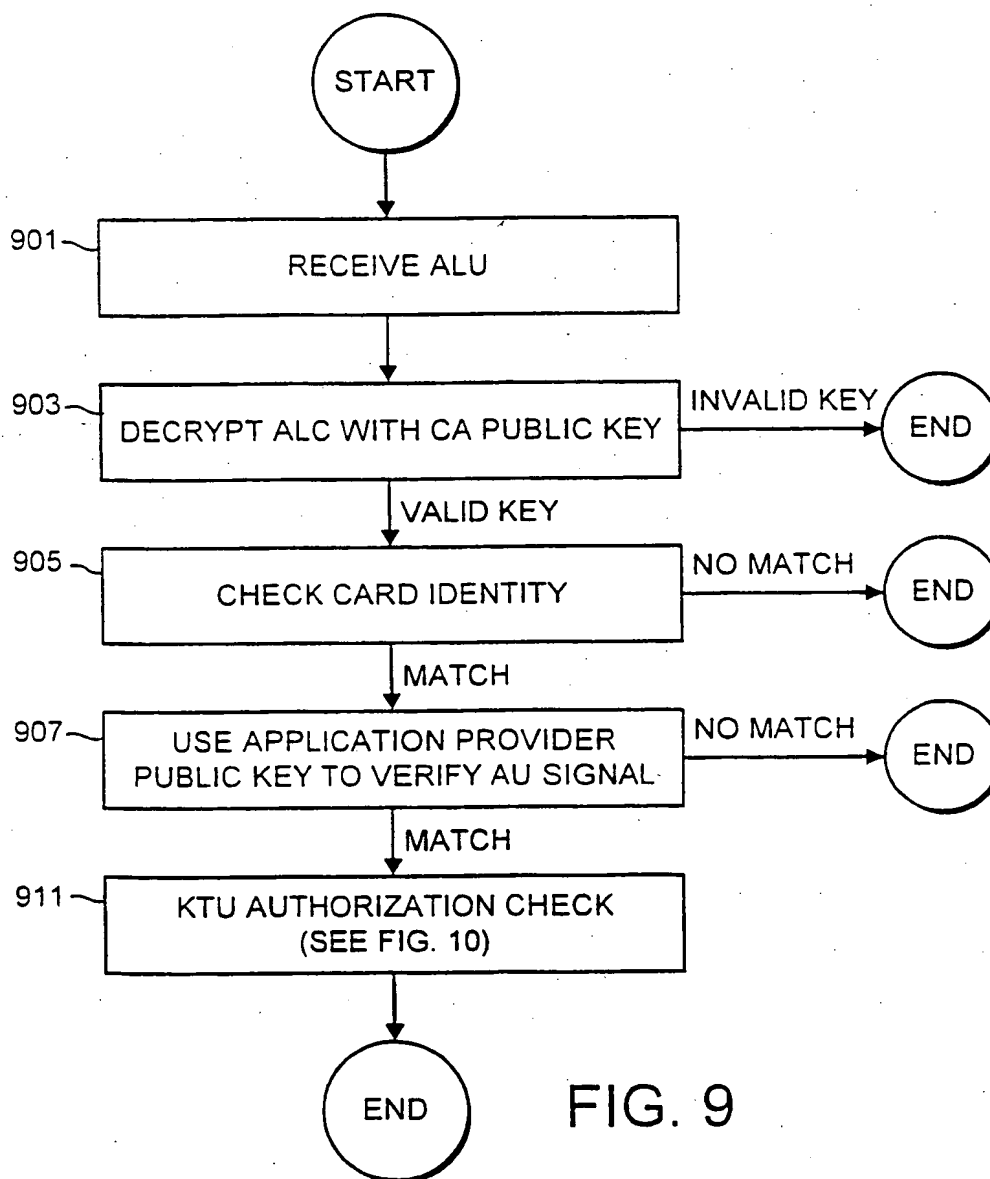 START
901
RECEIVE ALU
903
DECRYPT ALC WITH CA PUBLIC KEY
INVALID KEY
END
VALID KEY
905
CHECK CARD IDENTITY
NO MATCH
END
MATCH
907
USE APPLICATION PROVIDER
PUBLIC KEY TO VERIFY AU SIGNAL
NO MATCH
END
MATCH
911
KTU AUTHORIZATION CHECK
(SEE FIG. 10)
END
FIG. 9